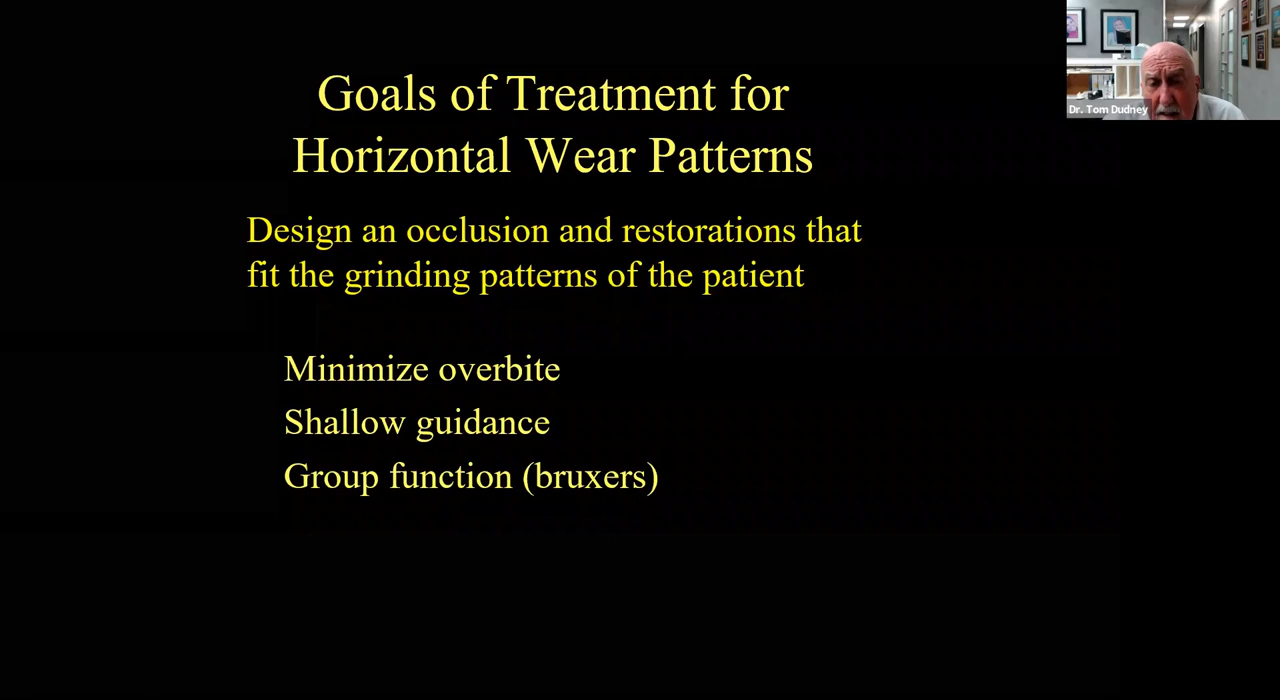 Goals of Treatment for
Horizontal Wear Patterns
Design an occlusion and restorations that
fit the grinding patterns of the patient
Minimize overbite
Shallow guidance
Group function (bruxers)
Dr. Tom Dudney